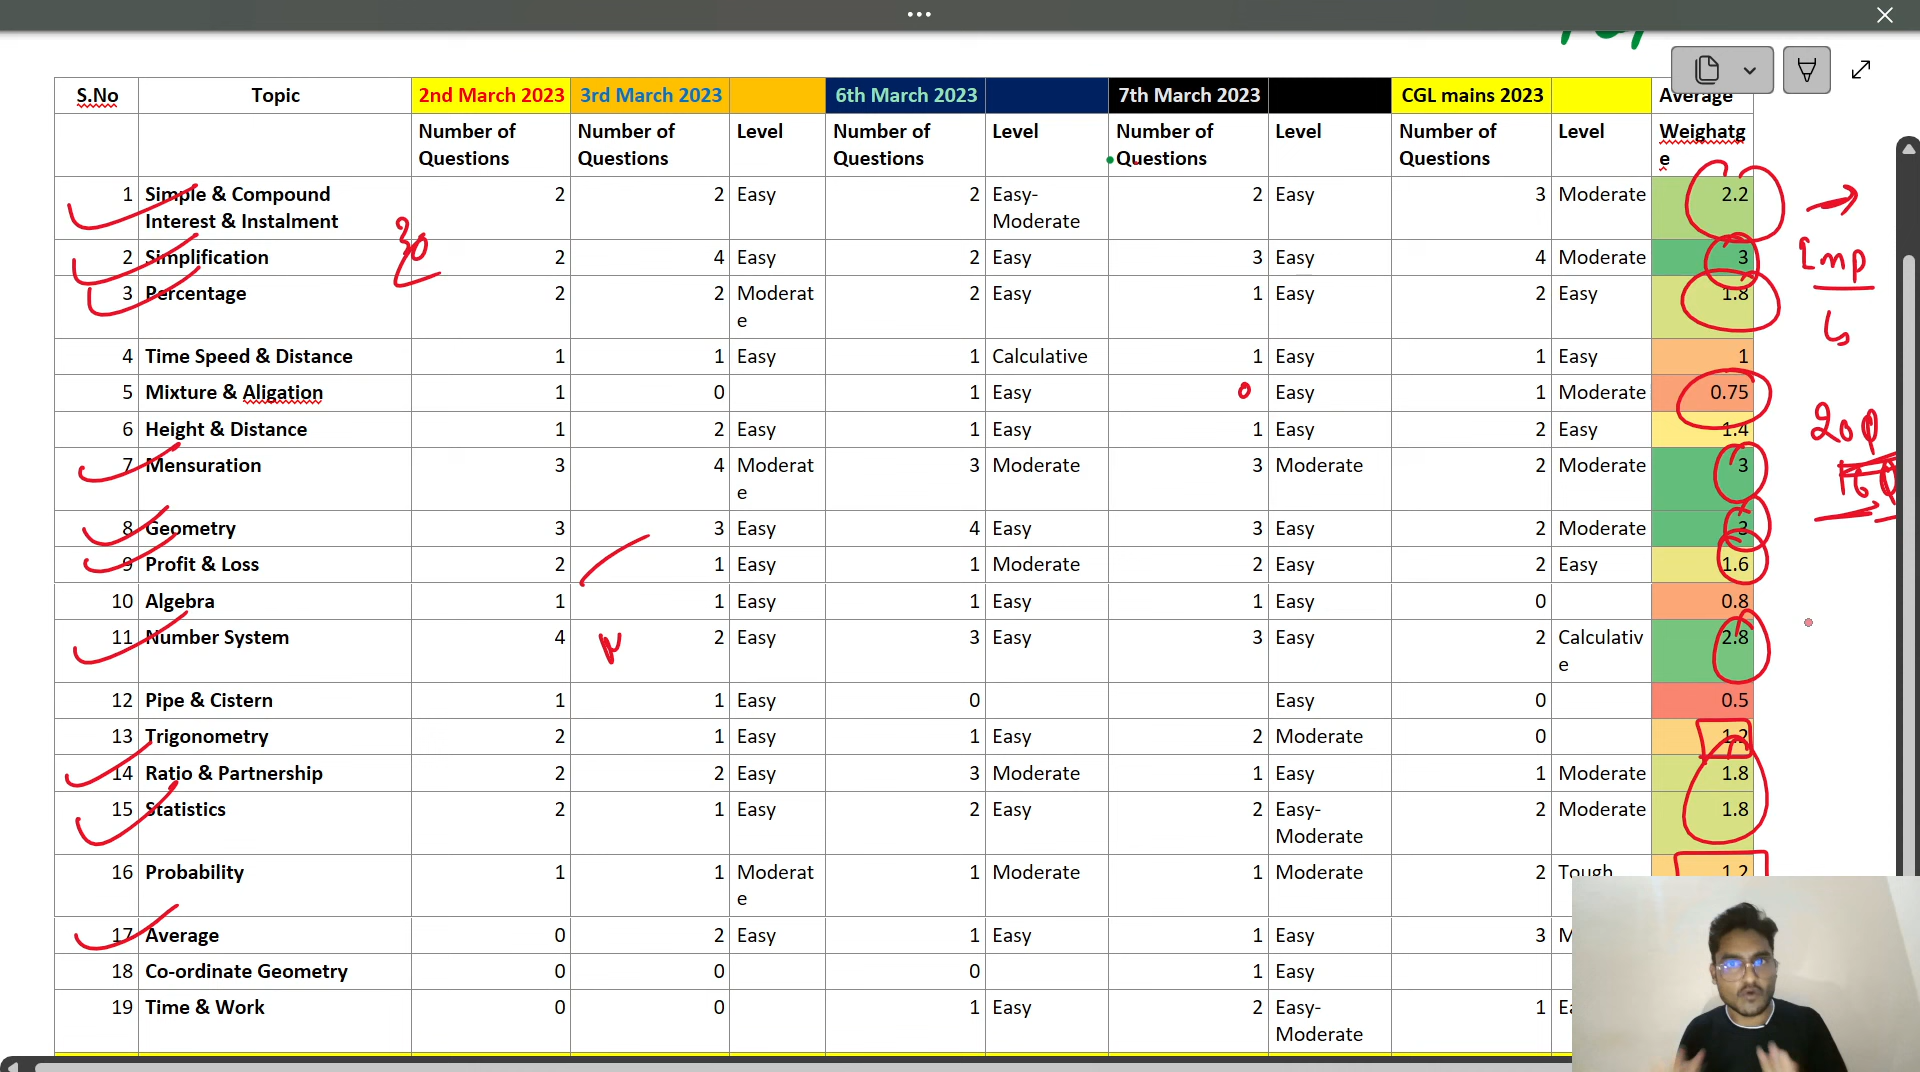 S.No Topic 2nd March 2023 3rd March 2023 6th March 2023 7th March 2023 CGL mains 2023 Average
Number of Questions Number of Questions Level Number of Questions Level Number of Questions Level Number of Questions Level Weighatge
1 Simple & Compound Interest & Instalment 2 2 Easy 2 Easy-Moderate 2 Easy 3 Moderate 2.2
30
2 Simplification 2 4 Easy 2 Easy 3 Easy 4 Moderate 3
Imp
3 Percentage 2 2 Moderate 2 Easy 1 Easy 2 Easy 1.8
4 Time Speed & Distance 1 1 Easy 1 Calculative 1 Easy 1 Easy 1
5 Mixture & Aligation 1 0 1 Easy 0 Easy 1 Moderate 0.75
6 Height & Distance 1 2 Easy 1 Easy 1 Easy 2 Easy 1.4
20Q
7 Mensuration 3 4 Moderate 3 Moderate 3 Moderate 2 Moderate 3
16Q
8 Geometry 3 3 Easy 4 Easy 3 Easy 2 Moderate 3
9 Profit & Loss 2 1 Easy 1 Moderate 2 Easy 2 Easy 1.6
10 Algebra 1 1 Easy 1 Easy 1 Easy 0 0.8
11 Number System 4 2 Easy 3 Easy 3 Easy 2 Calculative 2.8
12 Pipe & Cistern 1 1 Easy 0 Easy 0 0.5
13 Trigonometry 2 1 Easy 1 Easy 2 Moderate 0 1.2
14 Ratio & Partnership 2 2 Easy 3 Moderate 1 Easy 1 Moderate 1.8
15 Statistics 2 1 Easy 2 Easy 2 Easy-Moderate 2 Moderate 1.8
16 Probability 1 1 Moderate 1 Moderate 1 Moderate 2 Tough 1.2
17 Average 0 2 Easy 1 Easy 1 Easy 3
18 Co-ordinate Geometry 0 0 0 1 Easy
19 Time & Work 0 0 1 Easy 2 Easy-Moderate 1